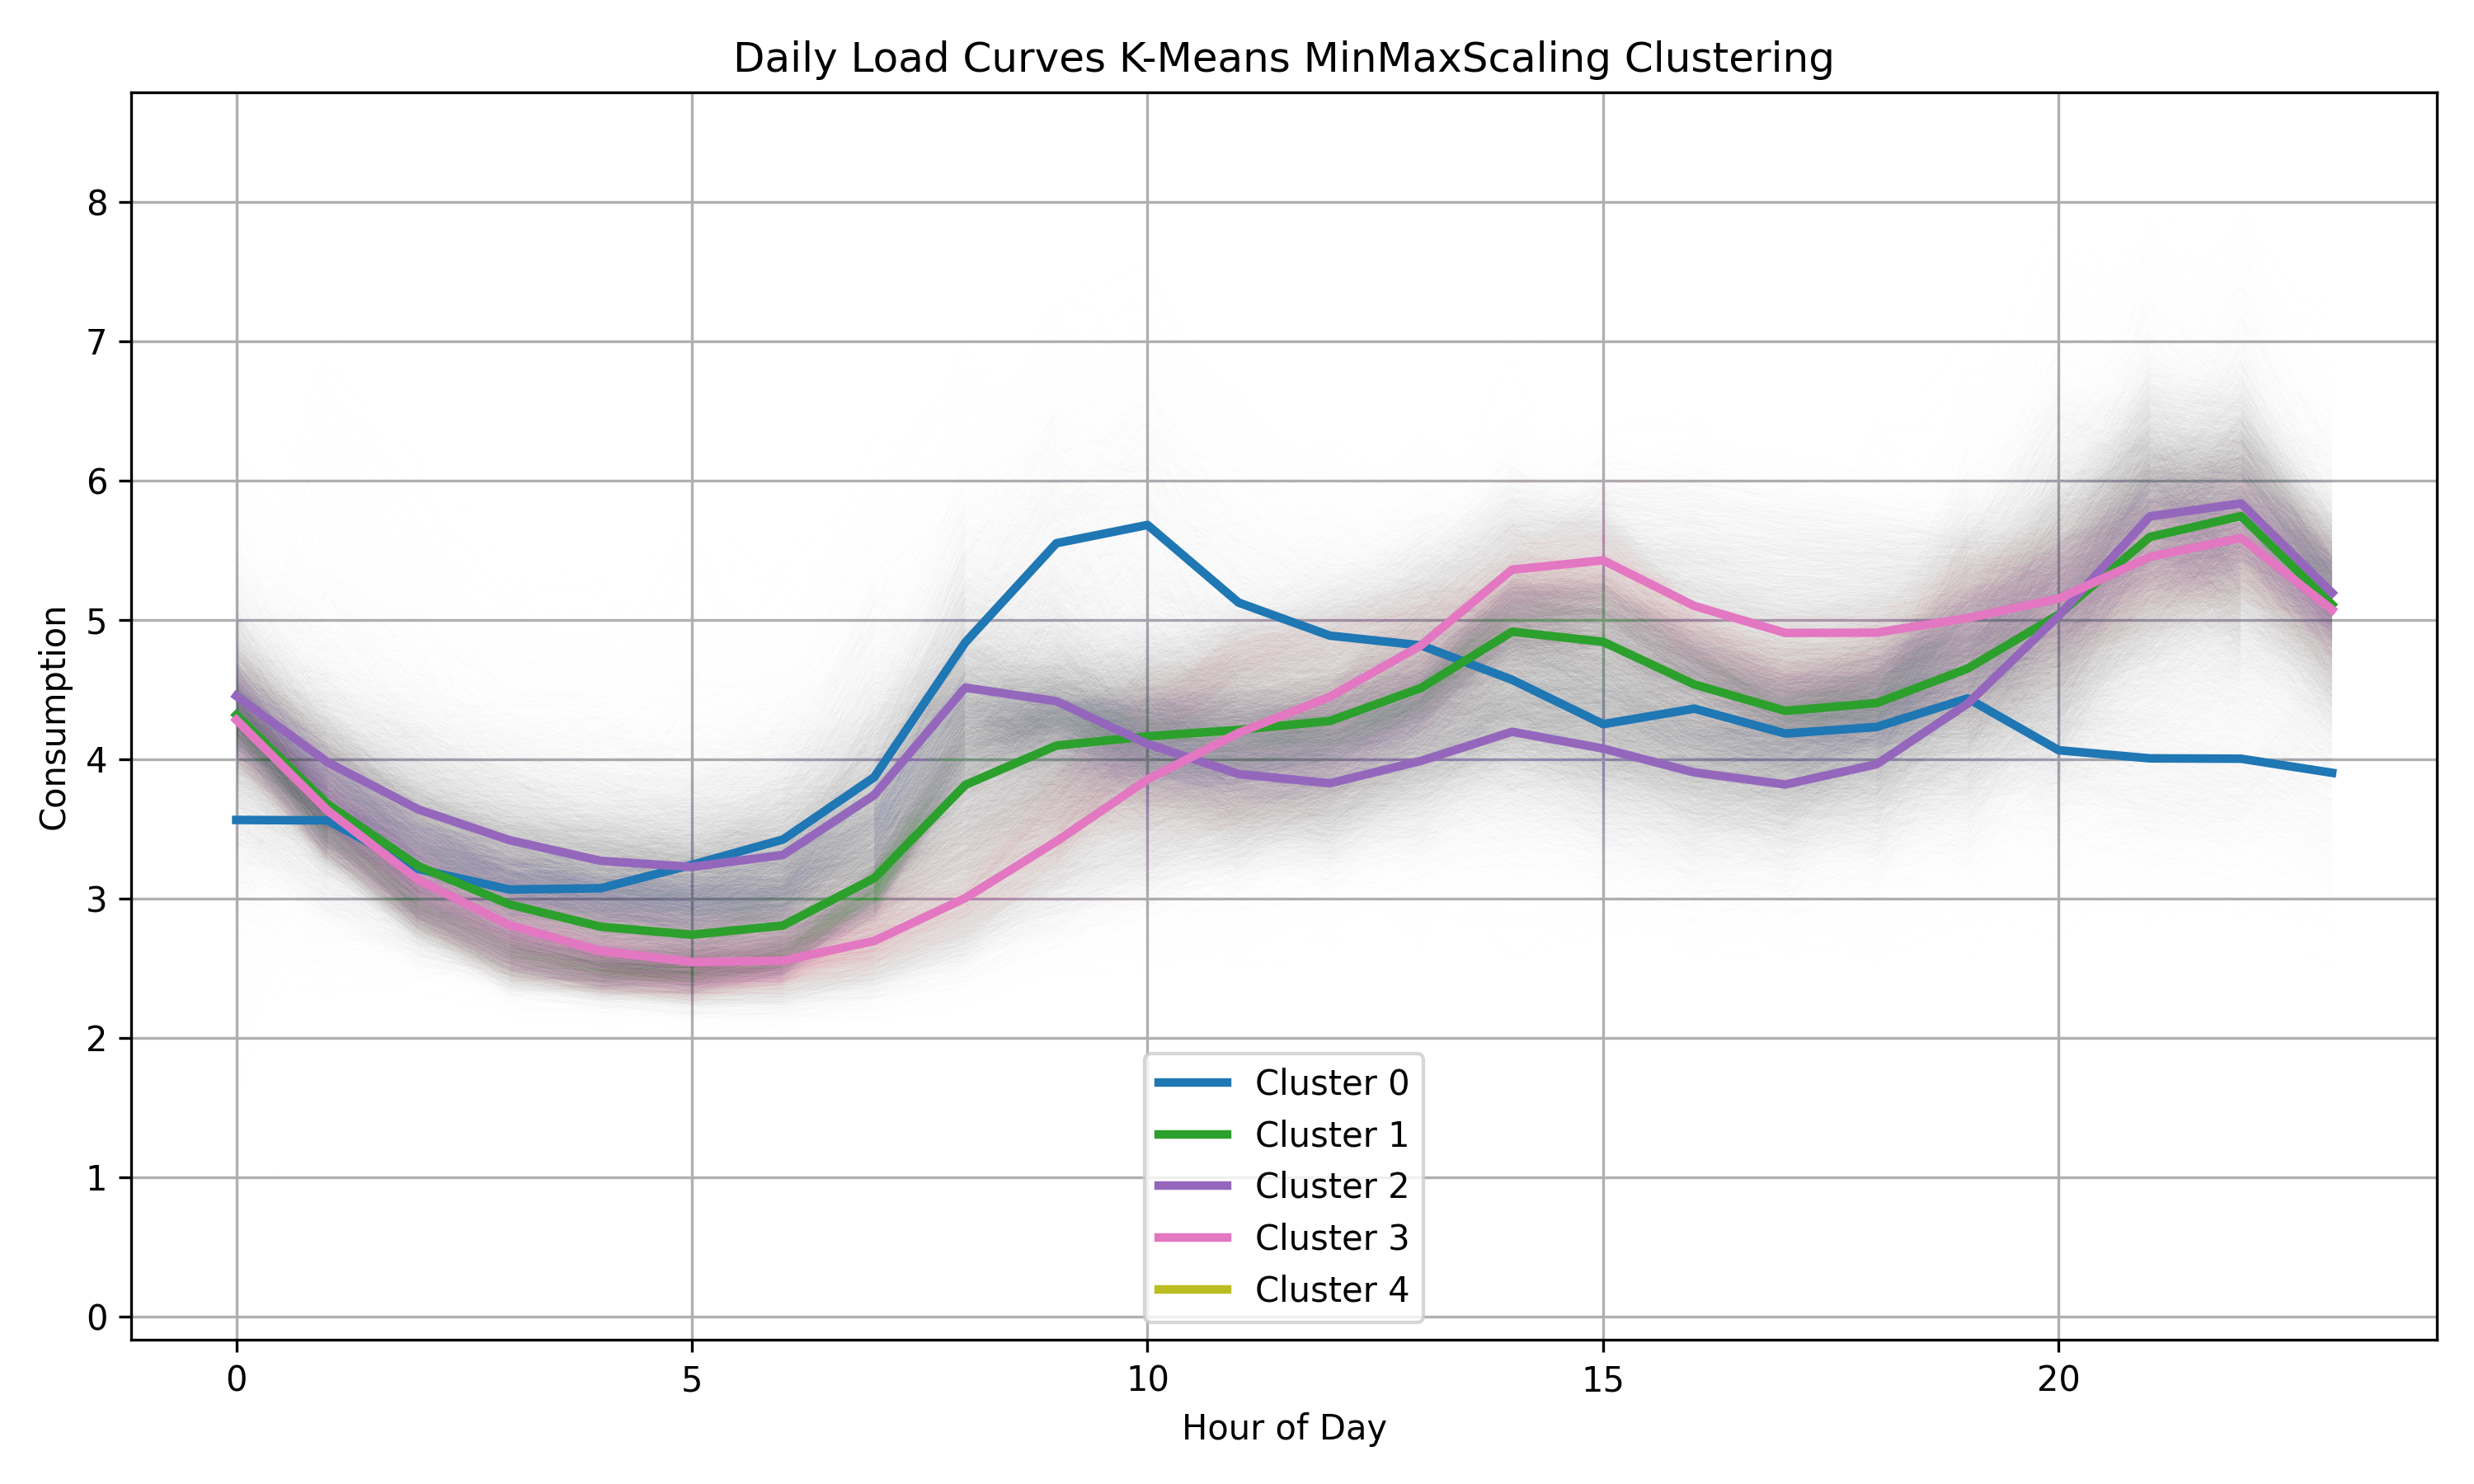 Daily Load Curves K-Means MinMaxScaling Clustering
Consumption
8
7
6
5
4
3
2
1
0
Cluster 0
Cluster 1
Cluster 2
Cluster 3
Cluster 4
0 5 10 15 20
Hour of Day